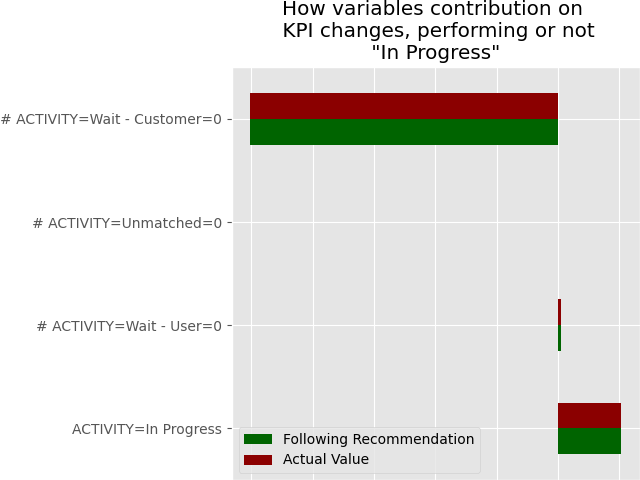 How variables contribution on
KPI changes, performing or not
"In Progress"
# ACTIVITY=Wait - Customer=0
# ACTIVITY=Unmatched=0
# ACTIVITY=Wait - User=0
ACTIVITY=In Progress
Following Recommendation
Actual Value